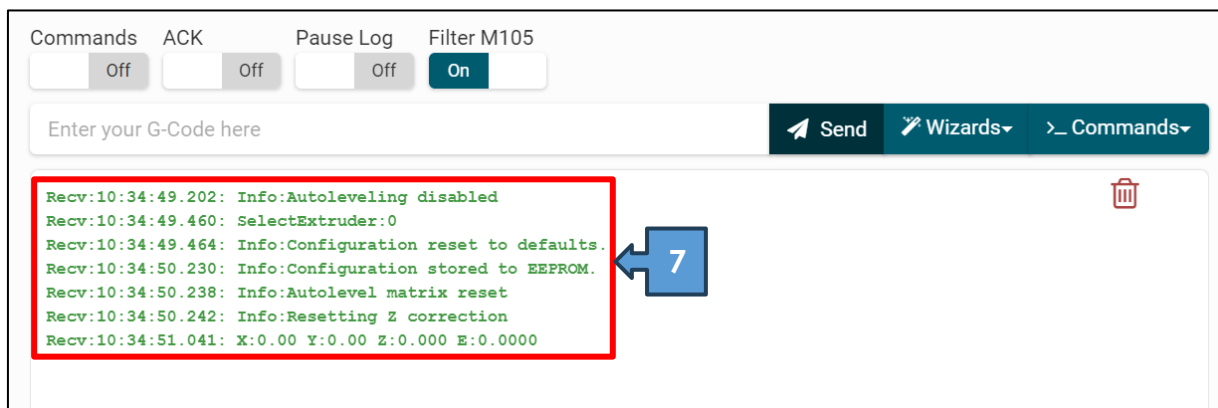 Commands ACK Pause Log Filter M105
Off Off Off On
Enter your G-Code here Send Wizards >_ Commands
Recv:10:34:49.202: Info:Autoleveling disabled
Recv:10:34:49.460: SelectExtruder:0
Recv:10:34:49.464: Info:Configuration reset to defaults.
Recv:10:34:50.230: Info:Configuration stored to EEPROM.
7
Recv:10:34:50.238: Info:Autolevel matrix reset
Recv:10:34:50.242: Info:Resetting Z correction
Recv:10:34:51.041: X:0.00 Y:0.00 Z:0.000 E:0.0000